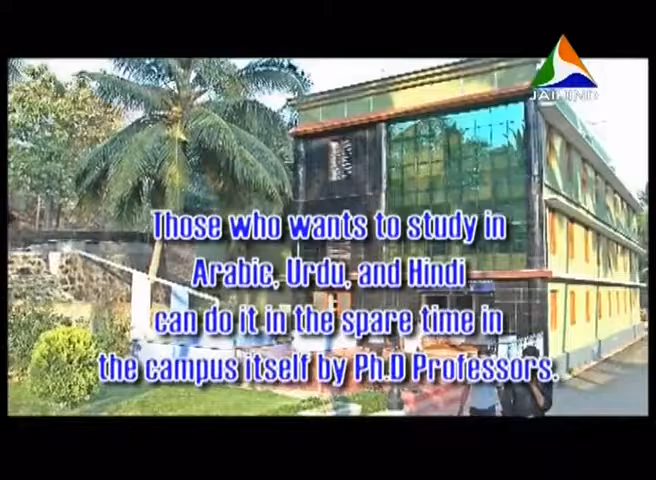 JAIHIND
Those who wants to study in
Arabic, Urdu, and Hindi
can do it in the spare time in
the campus itself by Ph.D Professors.